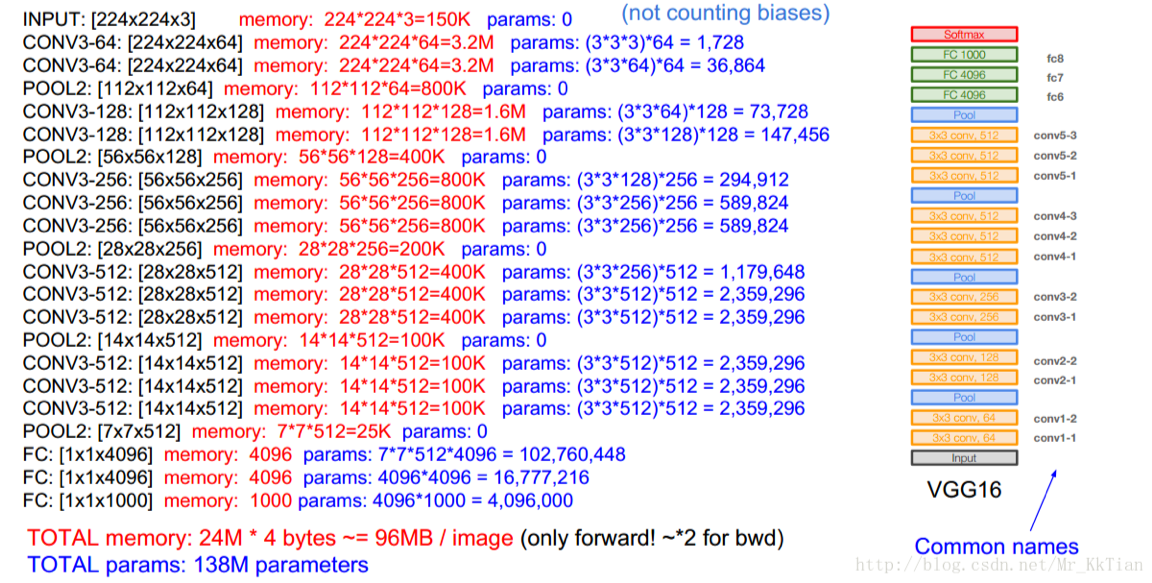 (not counting biases)
INPUT: [224x224x3] memory: 224*224*3=150K params: 0
CONV3-64: [224x224x64] memory: 224*224*64=3.2M params: (3*3*3)*64 = 1,728
CONV3-64: [224x224x64] memory: 224*224*64=3.2M params: (3*3*64)*64 = 36,864
POOL2: [112x112x64] memory: 112*112*64=800K params: 0
CONV3-128: [112x112x128] memory: 112*112*128=1.6M params: (3*3*64)*128 = 73,728
CONV3-128: [112x112x128] memory: 112*112*128=1.6M params: (3*3*128)*128 = 147,456
POOL2: [56x56x128] memory: 56*56*128=400K params: 0
CONV3-256: [56x56x256] memory: 56*56*256=800K params: (3*3*128)*256 = 294,912
CONV3-256: [56x56x256] memory: 56*56*256=800K params: (3*3*256)*256 = 589,824
CONV3-256: [56x56x256] memory: 56*56*256=800K params: (3*3*256)*256 = 589,824
POOL2: [28x28x256] memory: 28*28*256=200K params: 0
CONV3-512: [28x28x512] memory: 28*28*512=400K params: (3*3*256)*512 = 1,179,648
CONV3-512: [28x28x512] memory: 28*28*512=400K params: (3*3*512)*512 = 2,359,296
CONV3-512: [28x28x512] memory: 28*28*512=400K params: (3*3*512)*512 = 2,359,296
POOL2: [14x14x512] memory: 14*14*512=100K params: 0
CONV3-512: [14x14x512] memory: 14*14*512=100K params: (3*3*512)*512 = 2,359,296
CONV3-512: [14x14x512] memory: 14*14*512=100K params: (3*3*512)*512 = 2,359,296
CONV3-512: [14x14x512] memory: 14*14*512=100K params: (3*3*512)*512 = 2,359,296
POOL2: [7x7x512] memory: 7*7*512=25K params: 0
FC: [1x1x4096] memory: 4096 params: 7*7*512*4096 = 102,760,448
FC: [1x1x4096] memory: 4096 params: 4096*4096 = 16,777,216
FC: [1x1x1000] memory: 1000 params: 4096*1000 = 4,096,000
TOTAL memory: 24M * 4 bytes ~= 96MB / image (only forward! ~*2 for bwd)
TOTAL params: 138M parameters
Softmax
FC 1000 fc8
FC 4096 fc7
FC 4096 fc6
Pool
3x3 conv, 512 conv5-3
3x3 conv, 512 conv5-2
3x3 conv, 512 conv5-1
Pool
3x3 conv, 512 conv4-3
3x3 conv, 512 conv4-2
3x3 conv, 512 conv4-1
Pool
3x3 conv, 256 conv3-2
3x3 conv, 256 conv3-1
Pool
3x3 conv, 128 conv2-2
3x3 conv, 128 conv2-1
Pool
3x3 conv, 64 conv1-2
3x3 conv, 64 conv1-1
Input
VGG16
Common names
http://blog.csdn.net/Mr_KkTian